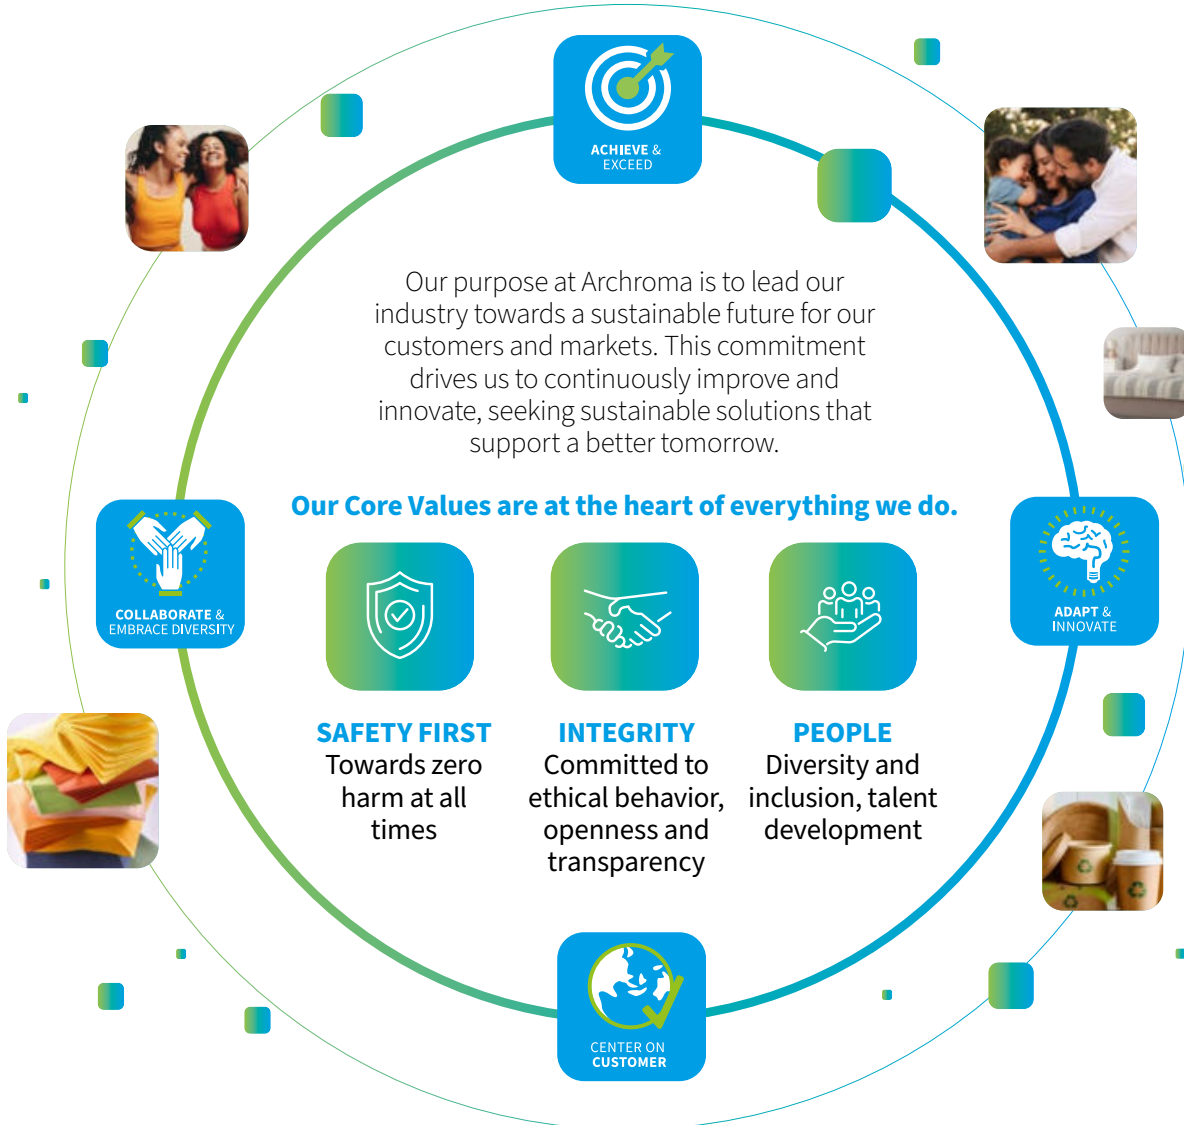 ACHIEVE &
EXCEED
Our purpose at Archroma is to lead our
industry towards a sustainable future for our
customers and markets. This commitment
drives us to continuously improve and
innovate, seeking sustainable solutions that
support a better tomorrow.
Our Core Values are at the heart of everything we do.
COLLABORATE &
EMBRACE DIVERSITY
ADAPT &
INNOVATE
SAFETY FIRST
Towards zero
harm at all
times
INTEGRITY
Committed to
ethical behavior,
openness and
transparency
PEOPLE
Diversity and
inclusion, talent
development
CENTER ON
CUSTOMER